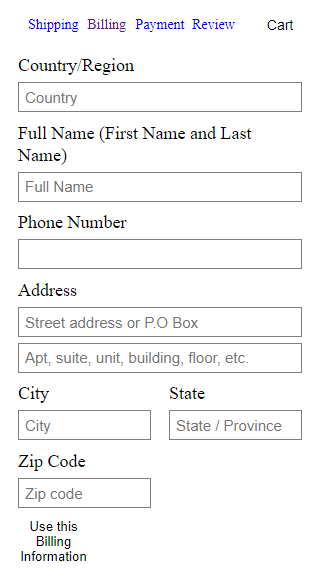 Shipping Billing Payment Review Cart
Country/Region
Country
Full Name (First Name and Last
Name)
Full Name
Phone Number
Address
Street address or P.O Box
Apt, suite, unit, building, floor, etc.
City State
City State / Province
Zip Code
Zip code
Use this
Billing
Information